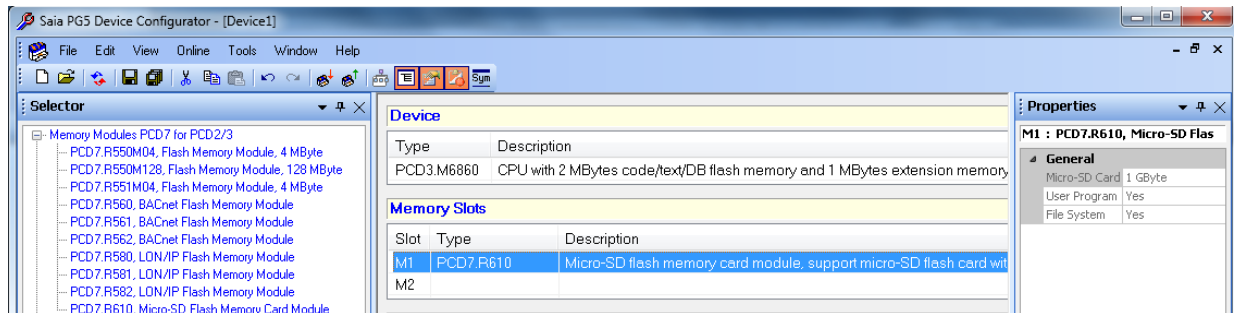 Saia PG5 Device Configurator - [Device1]
File Edit View Online Tools Window Help
Sym
Selector
Memory Modules PCD7 for PCD2/3
PCD7.R550M04, Flash Memory Module, 4 MByte
PCD7.R550M128, Flash Memory Module, 128 MByte
PCD7.R551M04, Flash Memory Module, 4 MByte
PCD7.R560, BACnet Flash Memory Module
PCD7.R561, BACnet Flash Memory Module
PCD7.R562, BACnet Flash Memory Module
PCD7.R580, LON/IP Flash Memory Module
PCD7.R581, LON/IP Flash Memory Module
PCD7.R582, LON/IP Flash Memory Module
PCD7.R610, Micro-SD Flash Memory Card Module
Device
Type Description
PCD3.M6860 CPU with 2 MBytes code/text/DB flash memory and 1 MBytes extension memory
Memory Slots
Slot Type Description
M1 PCD7.R610 Micro-SD flash memory card module, support micro-SD flash card wit
M2
Properties
M1 : PCD7.R610, Micro-SD Flas
General
Micro-SD Card 1 GByte
User Program Yes
File System Yes